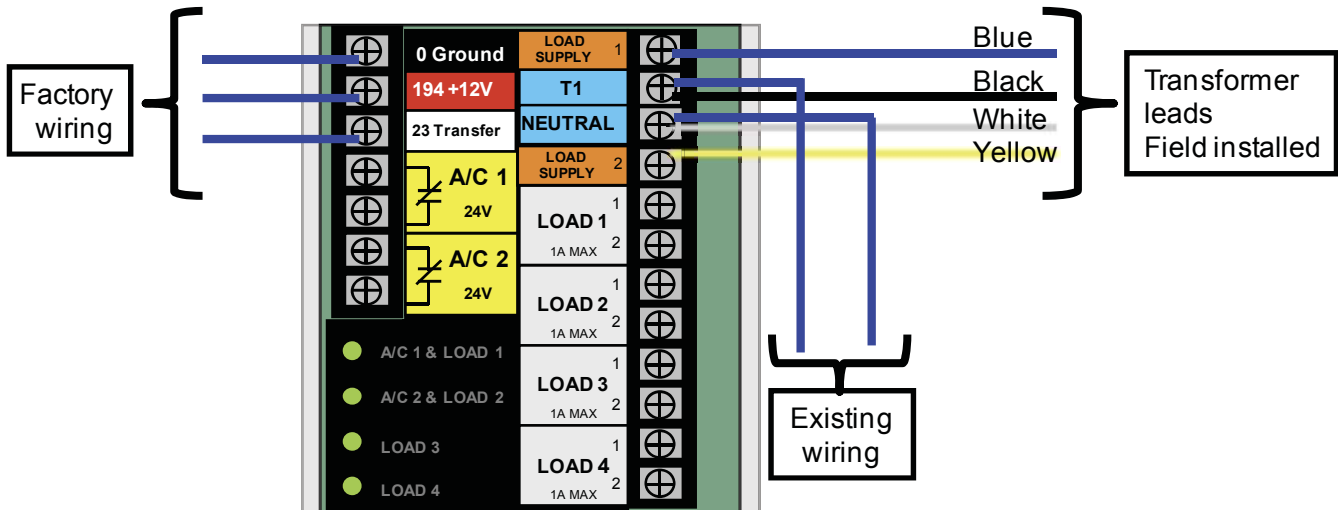 Factory
wiring
0 Ground
194 +12V
23 Transfer
A/C 1
24V
A/C 2
24V
A/C 1 & LOAD 1
A/C 2 & LOAD 2
LOAD 3
LOAD 4
LOAD
SUPPLY 1
T1
NEUTRAL
LOAD
SUPPLY 2
LOAD 1
1A MAX
1
2
LOAD 2
1A MAX
1
2
LOAD 3
1A MAX
1
2
LOAD 4
1A MAX
1
2
Blue
Black
White
Yellow
Transformer
leads
Field installed
Existing
wiring